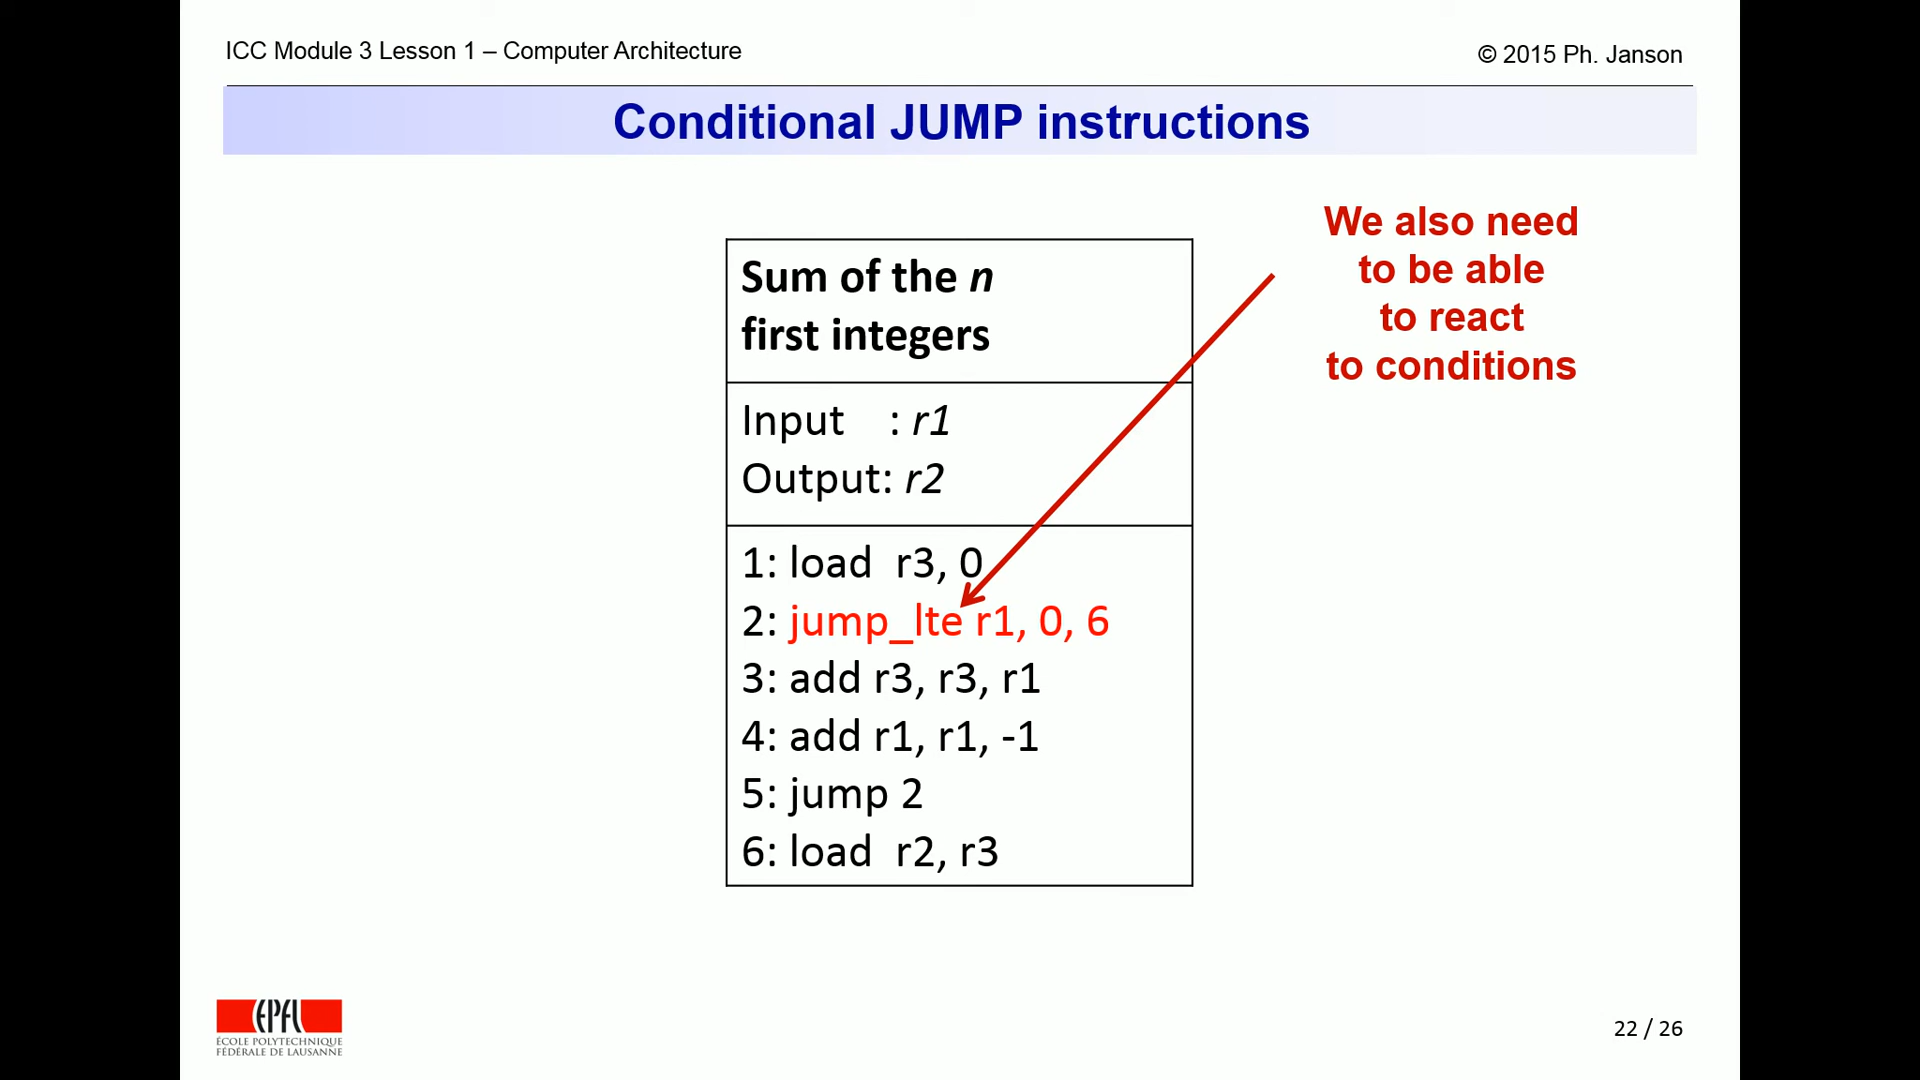 ICC Module 3 Lesson 1 – Computer Architecture
© 2015 Ph. Janson
Conditional JUMP instructions
We also need
to be able
to react
to conditions
Sum of the n
first integers
Input : r1
Output: r2
1: load r3, 0
2: jump_lte r1, 0, 6
3: add r3, r3, r1
4: add r1, r1, -1
5: jump 2
6: load r2, r3
EPFL
ÉCOLE POLYTECHNIQUE
FÉDÉRALE DE LAUSANNE
22 / 26